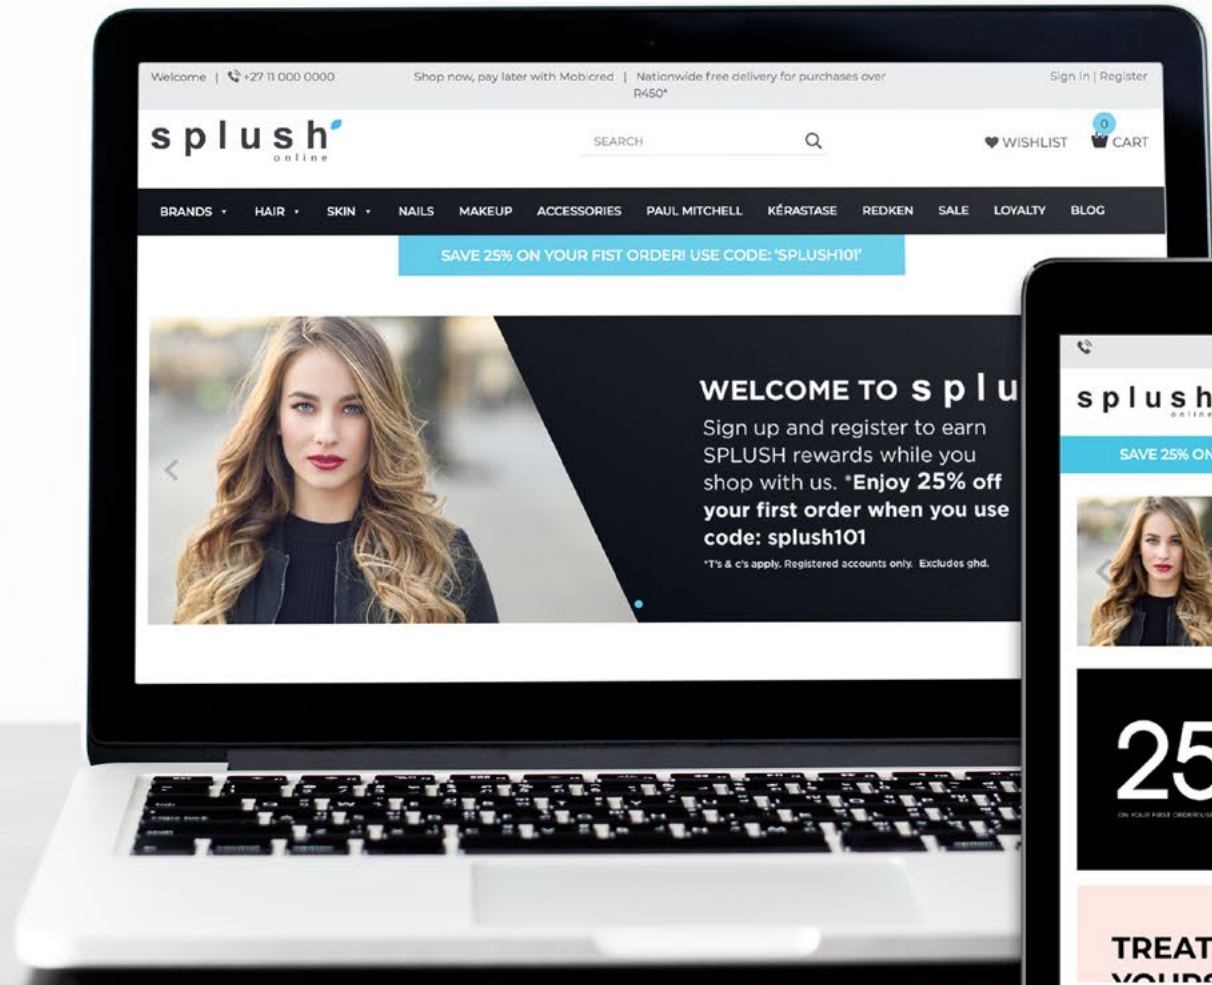 Welcome | +27 11 000 0000
Shop now, pay later with Mobicred | Nationwide free delivery for purchases over
R450*
Sign In | Register
splush
online
SEARCH
WISHLIST
0
CART
BRANDS HAIR SKIN NAILS MAKEUP ACCESSORIES PAUL MITCHELL KÉRASTASE REDKEN SALE LOYALTY BLOG
SAVE 25% ON YOUR FIST ORDER! USE CODE: 'SPLUSH101'
WELCOME TO splu
Sign up and register to earn
SPLUSH rewards while you
shop with us. *Enjoy 25% off
your first order when you use
code: splush101
*T's & c's apply. Registered accounts only. Excludes ghd.
splush
online
SAVE 25% ON
25
ON YOUR FIRST ORDER!
TREAT